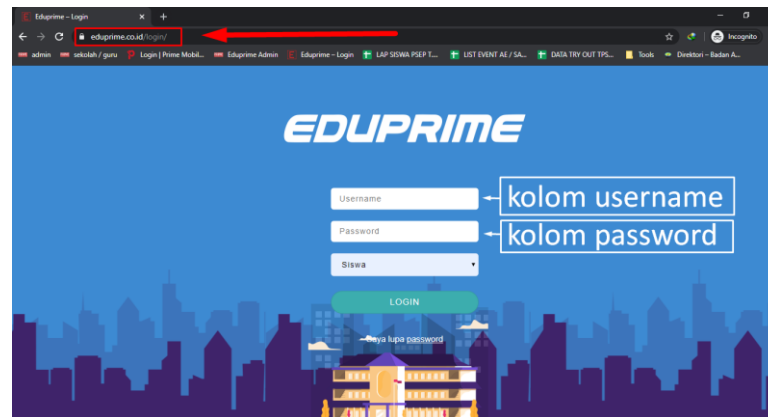 Eduprime – Login
eduprime.co.id/login/
Incognito
admin
sekolah / guru
Login | Prime Mobil...
Eduprime Admin
Eduprime – Login
LAP SISWA PSEP T...
LIST EVENT AE / SA...
DATA TRY OUT TPS...
Tools
Direktori – Badan A...
EDUPRIME
Username
kolom username
Password
kolom password
Siswa
LOGIN
Saya lupa password